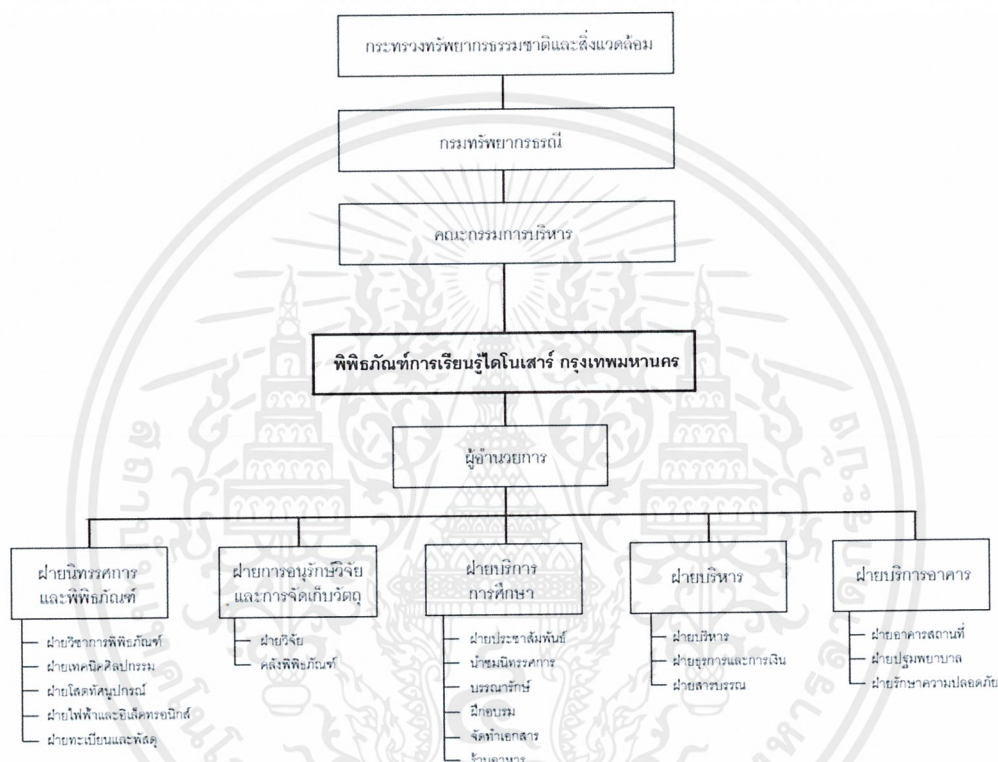 กระทรวงทรัพยากรธรรมชาติและสิ่งแวดล้อม
กรมทรัพยากรธรณี
คณะกรรมการบริหาร
พิพิธภัณฑ์การเรียนรู้ไดโนเสาร์ กรุงเทพมหานคร
ผู้อำนวยการ
ฝ่ายนิทรรศการ
และพิพิธภัณฑ์
ฝ่ายวิชาการพิพิธภัณฑ์
ฝ่ายเทคนิคศิลปกรรม
ฝ่ายโสตทัศนูปกรณ์
ฝ่ายไฟฟ้าและอิเล็คทรอนิกส์
ฝ่ายทะเบียนและพัสดุ
ฝ่ายการอนุรักษ์วิจัย
และการจัดเก็บวัตถุ
ฝ่ายวิจัย
คลังพิพิธภัณฑ์
ฝ่ายบริการ
การศึกษา
ฝ่ายประชาสัมพันธ์
นำชมนิทรรศการ
บรรณารักษ์
ฝึกอบรม
จัดทำเอกสาร
ร้านอาหาร
ฝ่ายบริหาร
ฝ่ายบริหาร
ฝ่ายธุรการและการเงิน
ฝ่ายสารบรรณ
ฝ่ายบริการอาคาร
ฝ่ายอาคารสถานที่
ฝ่ายปฐมพยาบาล
ฝ่ายรักษาความปลอดภัย